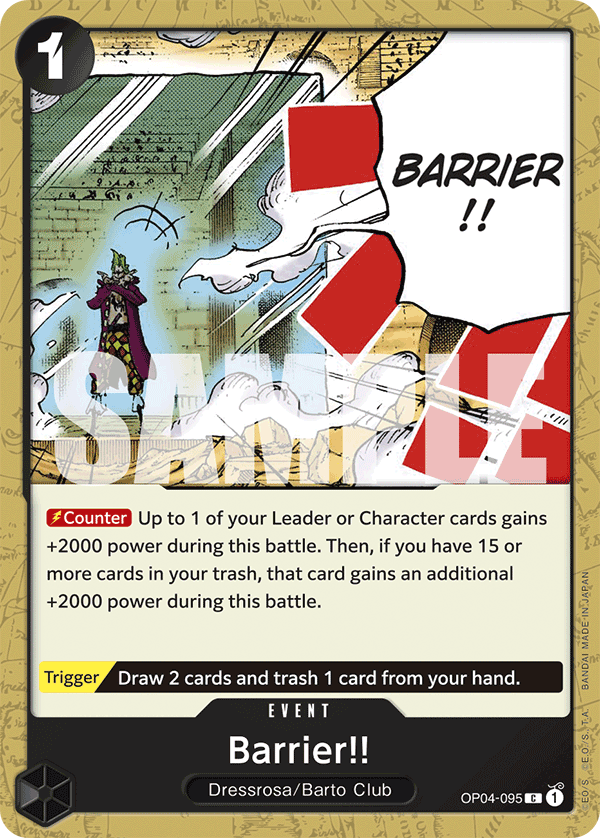 1
BARRIER
!!
SAMPLE
Counter Up to 1 of your Leader or Character cards gains
+2000 power during this battle. Then, if you have 15 or
more cards in your trash, that card gains an additional
+2000 power during this battle.
Trigger Draw 2 cards and trash 1 card from your hand.
EVENT
Barrier!!
Dressrosa/Barto Club
OP04-095 C 1
©E.O./S. ©E.O./S.,T.A. BANDAI MADE IN JAPAN